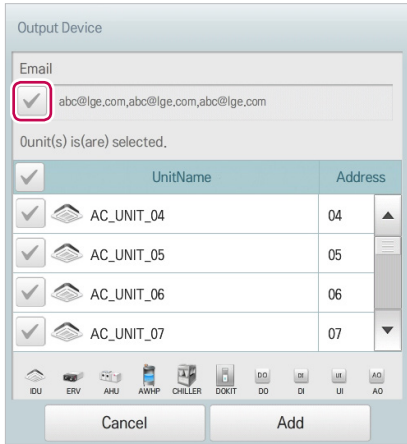 Output Device
Email
abc@lge.com,abc@lge.com,abc@lge.com
0unit(s) is(are) selected.
UnitName Address
AC_UNIT_04 04
AC_UNIT_05 05
AC_UNIT_06 06
AC_UNIT_07 07
DO DI UI AO
IDU ERV AHU AWHP CHILLER DOKIT DO DI UI AO
Cancel Add